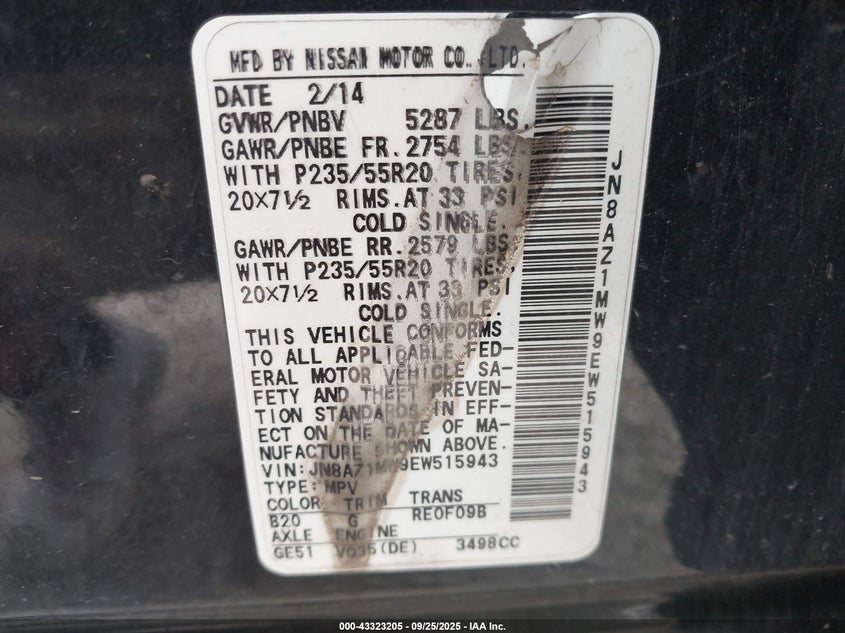 MFD BY NISSAN MOTOR CO., LTD.
DATE 2/14
GVWR/PNBV 5287 LBS.
GAWR/PNBE FR. 2754 LBS.
WITH P235/55R20 TIRES,
20X7½ RIMS. AT 33 PSI
COLD SINGLE.
GAWR/PNBE RR. 2579 LBS.
WITH P235/55R20 TIRES,
20X7½ RIMS. AT 33 PSI
COLD SINGLE.
THIS VEHICLE CONFORMS
TO ALL APPLICABLE FED-
ERAL MOTOR VEHICLE SA-
FETY AND THEFT PREVEN-
TION STANDARDS IN EFF-
ECT ON THE DATE OF MA-
NUFACTURE SHOWN ABOVE.
VIN: JN8AZ1MW9EW515943
TYPE: MPV
COLOR TRIM TRANS
B20 G RE0F09B
AXLE ENGINE
GE51 VQ35(DE) 3498CC
JN8AZ1MW9EW515943
000-43323205 - 09/25/2025 - IAA Inc.